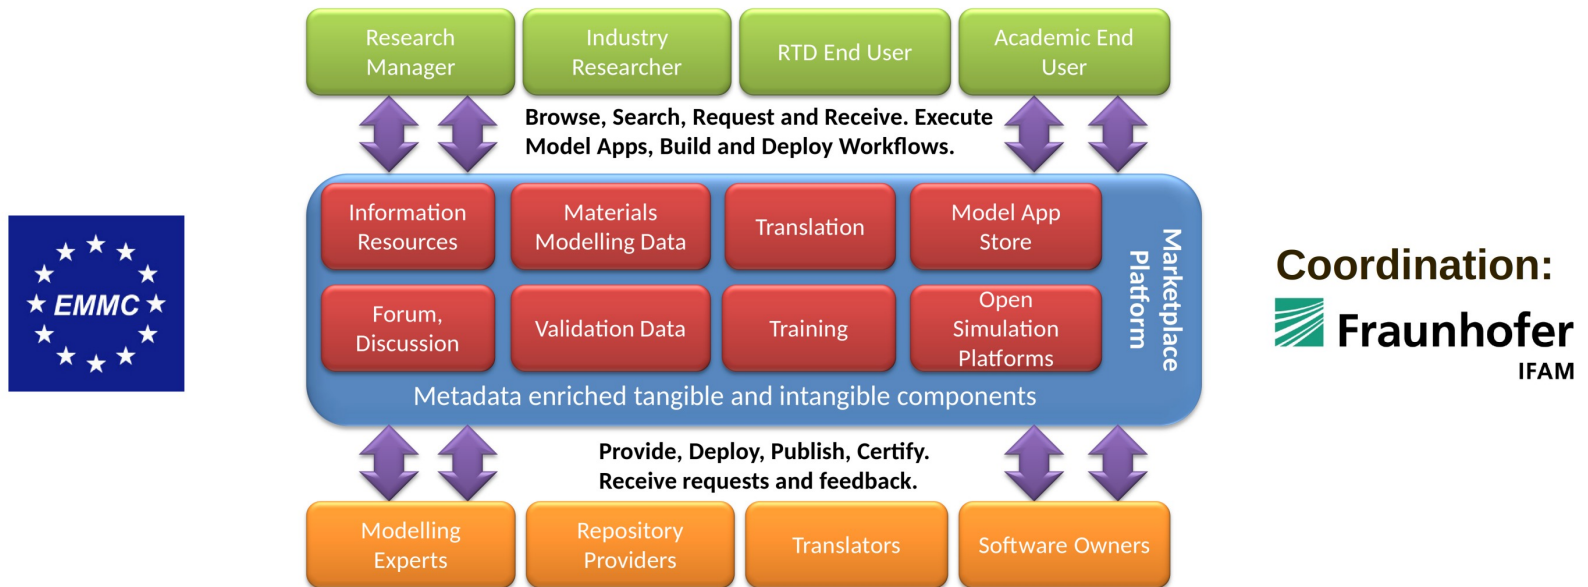 Research
Manager
Industry
Researcher
RTD End User
Academic End
User
Browse, Search, Request and Receive. Execute
Model Apps, Build and Deploy Workflows.
Information
Resources
Materials
Modelling Data
Translation
Model App
Store
Marketplace
Platform
Forum,
Discussion
Validation Data
Training
Open
Simulation
Platforms
Metadata enriched tangible and intangible components
EMMC
Coordination:
Fraunhofer
IFAM
Provide, Deploy, Publish, Certify.
Receive requests and feedback.
Modelling
Experts
Repository
Providers
Translators
Software Owners